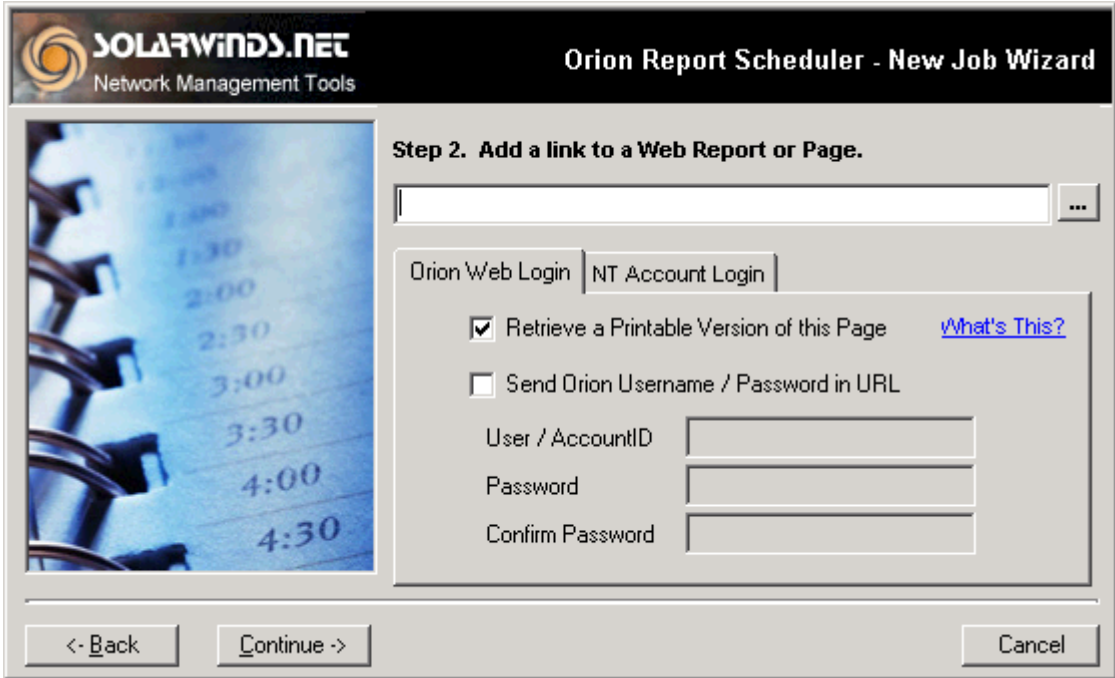 SOLARWINDS.NET
Network Management Tools
Orion Report Scheduler - New Job Wizard
Step 2. Add a link to a Web Report or Page.
...
Orion Web Login
NT Account Login
Retrieve a Printable Version of this Page
What's This?
Send Orion Username / Password in URL
User / AccountID
Password
Confirm Password
1:00
1:30
2:00
2:30
3:00
3:30
4:00
4:30
<- Back
Continue ->
Cancel